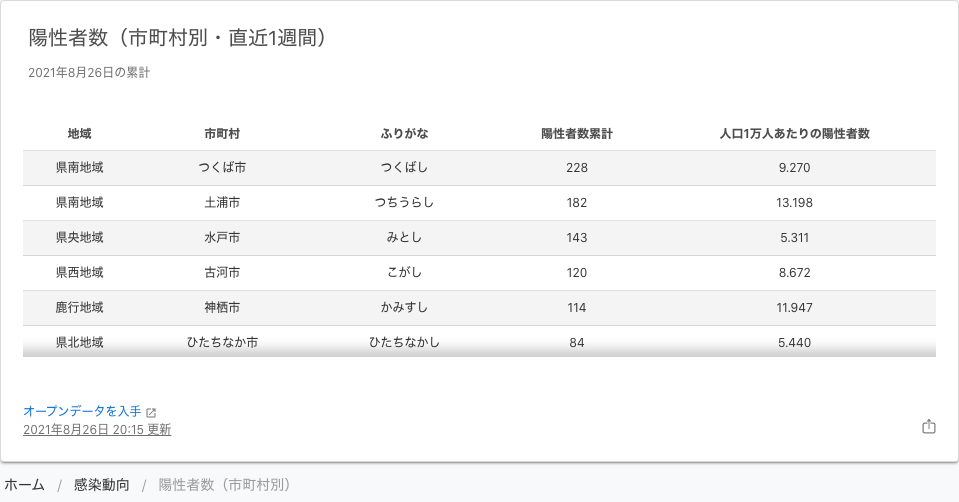 陽性者数（市町村別・直近1週間）
2021年8月26日の累計
地域 市町村 ふりがな 陽性者数累計 人口1万人あたりの陽性者数
県南地域 つくば市 つくばし 228 9.270
県南地域 土浦市 つちうらし 182 13.198
県央地域 水戸市 みとし 143 5.311
県西地域 古河市 こがし 120 8.672
鹿行地域 神栖市 かみすし 114 11.947
県北地域 ひたちなか市 ひたちなかし 84 5.440
オープンデータを入手
2021年8月26日 20:15 更新
ホーム / 感染動向 / 陽性者数（市町村別）